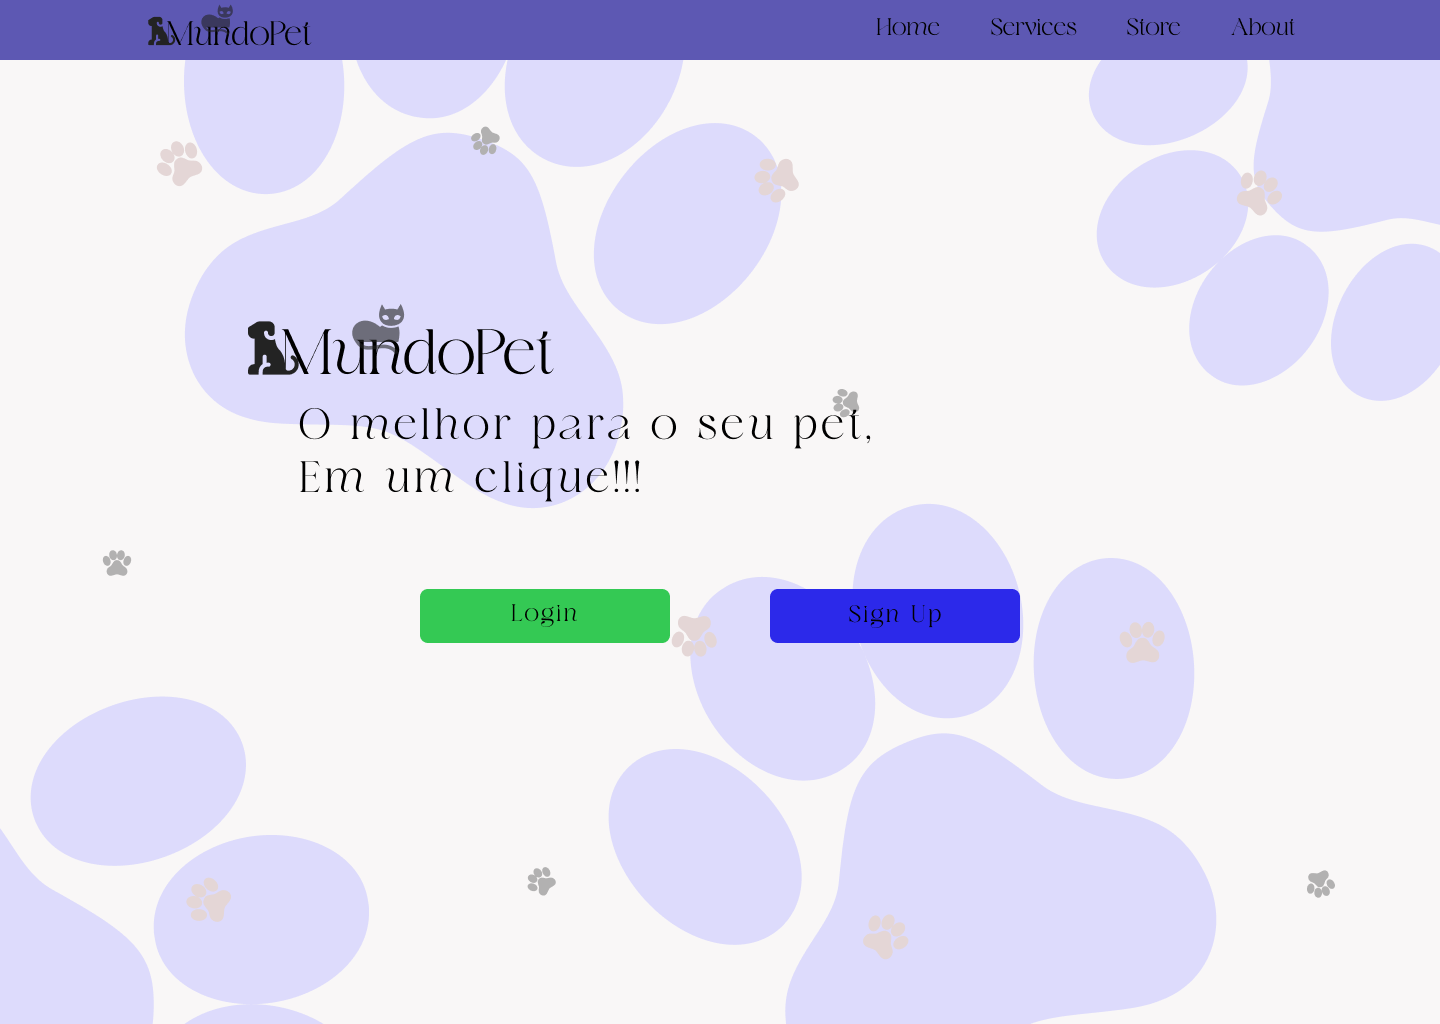 MundoPet
Home Services Store About
MundoPet
O melhor para o seu pet,
Em um clique!!!
Login
Sign Up